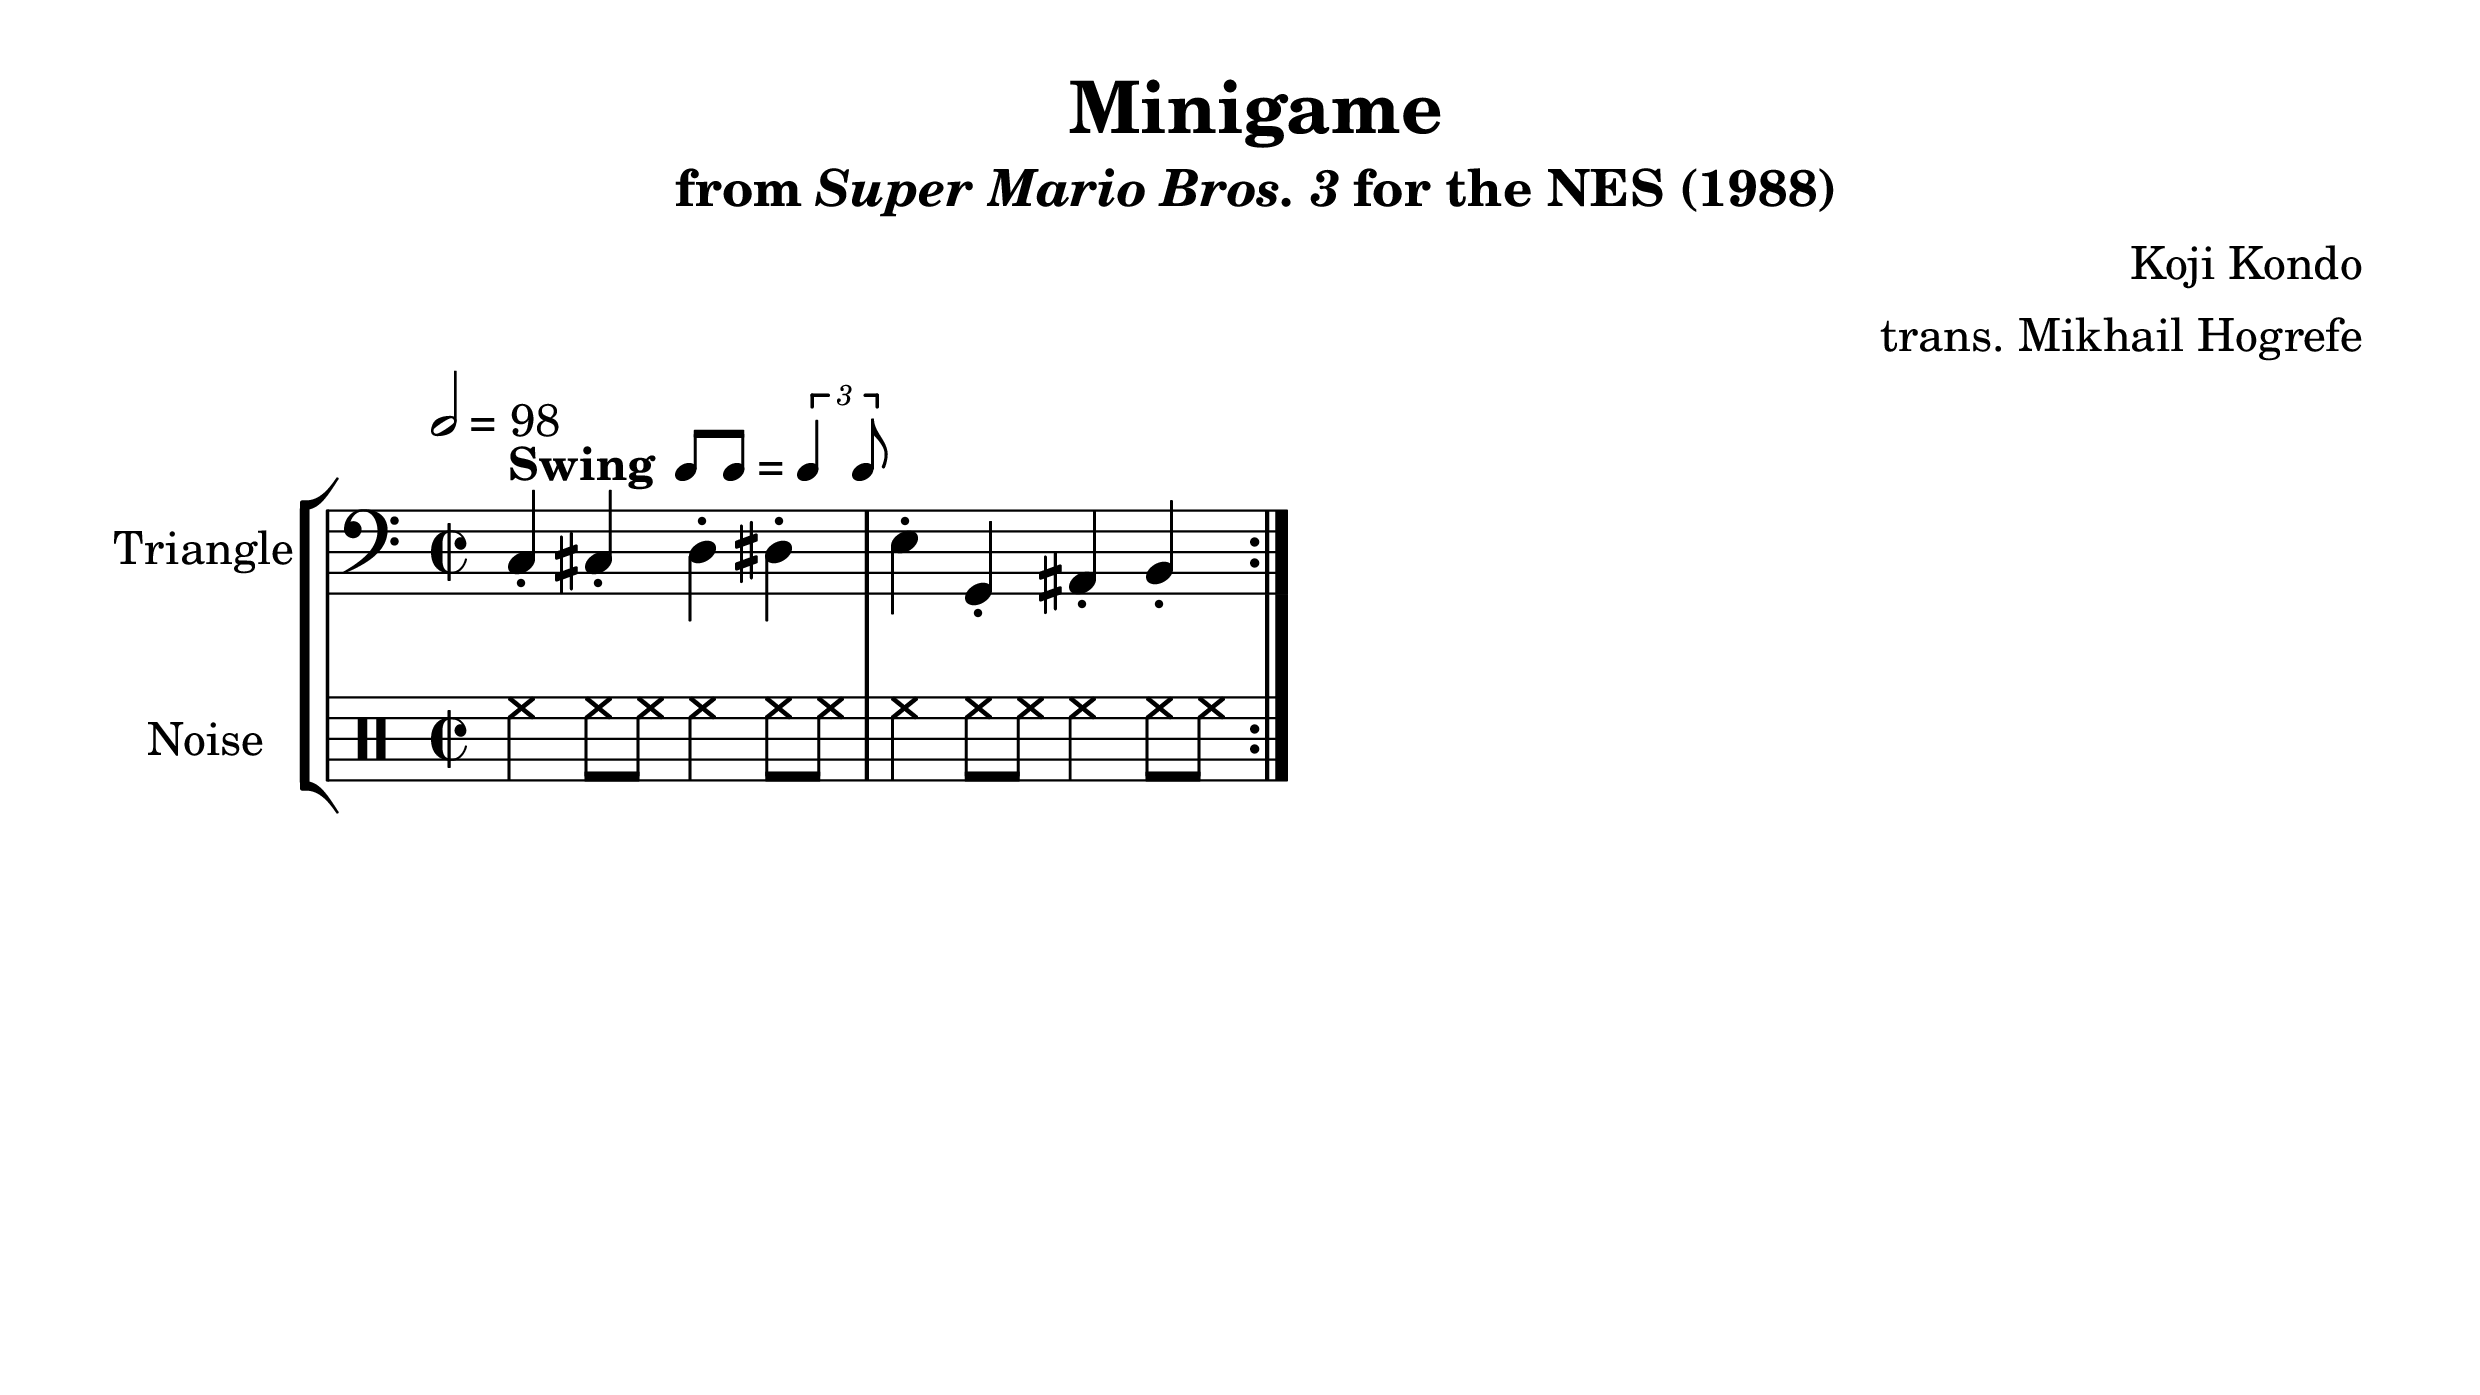 Minigame
from Super Mario Bros. 3 for the NES (1988)
Koji Kondo
trans. Mikhail Hogrefe
= 98
Swing = 3
Triangle
Noise